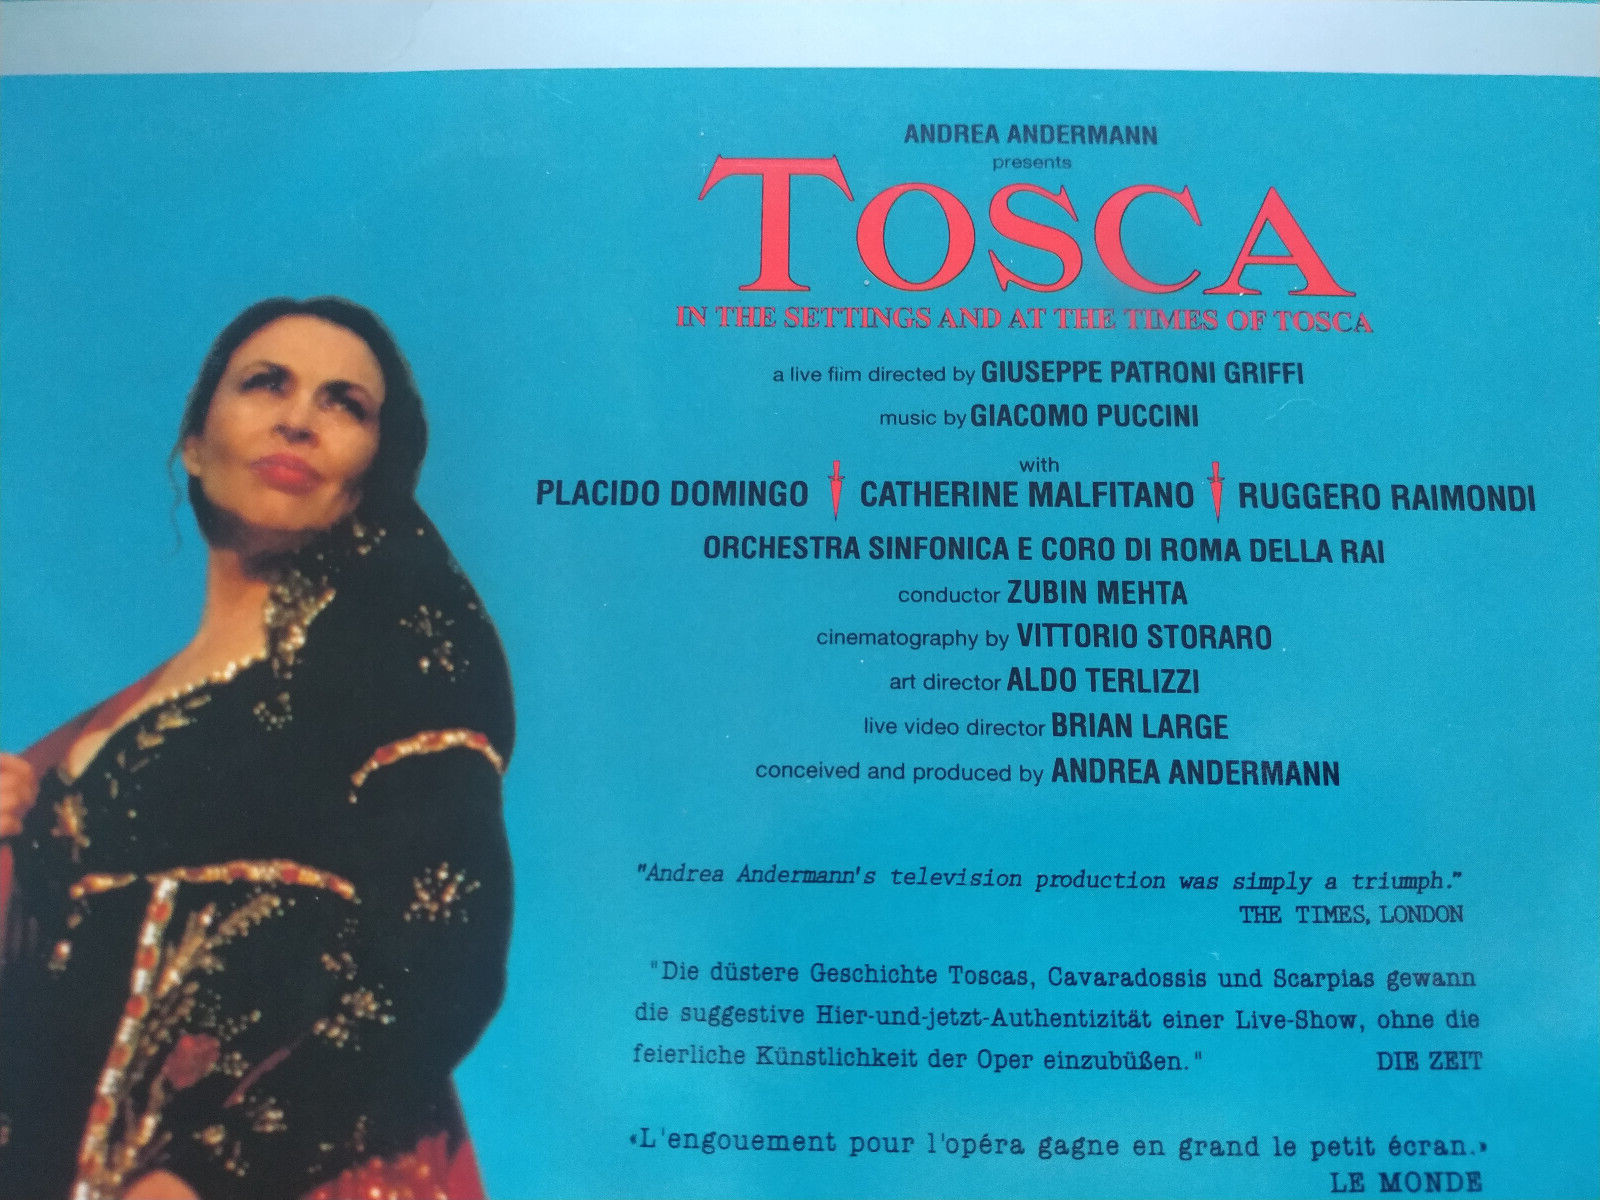 ANDREA ANDERMANN
presents
TOSCA
IN THE SETTINGS AND AT THE TIMES OF TOSCA
a live film directed by GIUSEPPE PATRONI GRIFFI
music by GIACOMO PUCCINI
with
PLACIDO DOMINGO CATHERINE MALFITANO RUGGERO RAIMONDI
ORCHESTRA SINFONICA E CORO DI ROMA DELLA RAI
conductor ZUBIN MEHTA
cinematography by VITTORIO STORARO
art director ALDO TERLIZZI
live video director BRIAN LARGE
conceived and produced by ANDREA ANDERMANN
"Andrea Andermann's television production was simply a triumph."
THE TIMES, LONDON
"Die düstere Geschichte Toscas, Cavaradossis und Scarpias gewann
die suggestive Hier-und-jetzt-Authentizität einer Live-Show, ohne die
feierliche Künstlichkeit der Oper einzubüßen." DIE ZEIT
«L'engouement pour l'opéra gagne en grand le petit écran.»
LE MONDE